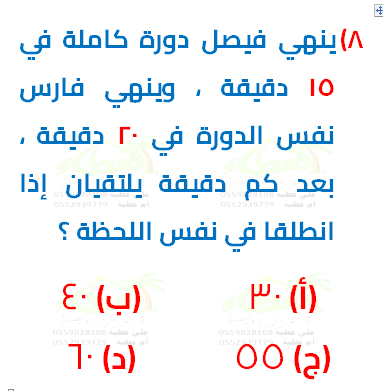 ٨) ينهي فيصل دورة كاملة في
١٥ دقيقة ، وينهي فارس
نفس الدورة في ٢٠ دقيقة ،
بعد كم دقيقة يلتقيان إذا
انطلقا في نفس اللحظة ؟
(أ) ٣٠ (ب) ٤٠
(ج) ٥٥ (د) ٦٠